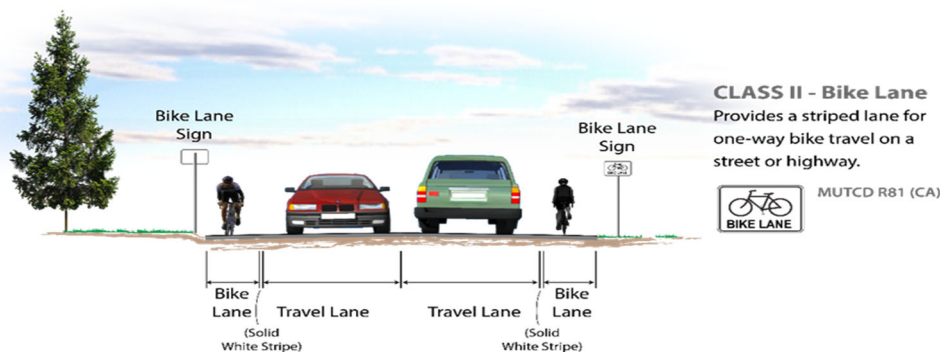 Bike Lane
Sign
Bike Lane
Sign
BIKE LANE
CLASS II - Bike Lane
Provides a striped lane for
one-way bike travel on a
street or highway.
BIKE LANE
MUTCD R81 (CA)
Bike
Lane
Travel Lane
Travel Lane
Bike
Lane
(Solid
White Stripe)
(Solid
White Stripe)